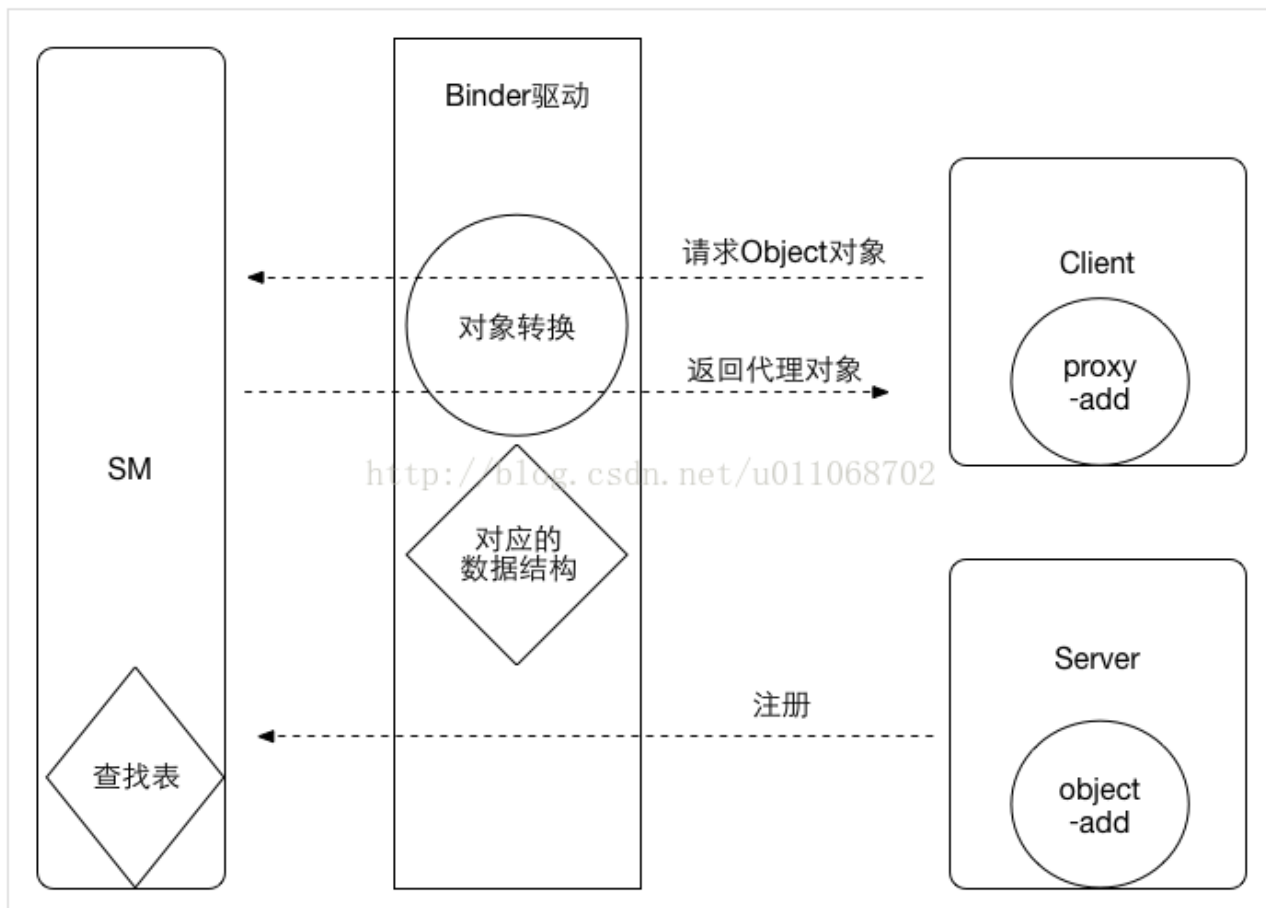 Binder驱动
请求Object对象
Client
对象转换
返回代理对象
proxy
-add
SM
http://blog.csdn.net/u011068702
对应的
数据结构
Server
注册
查找表
object
-add